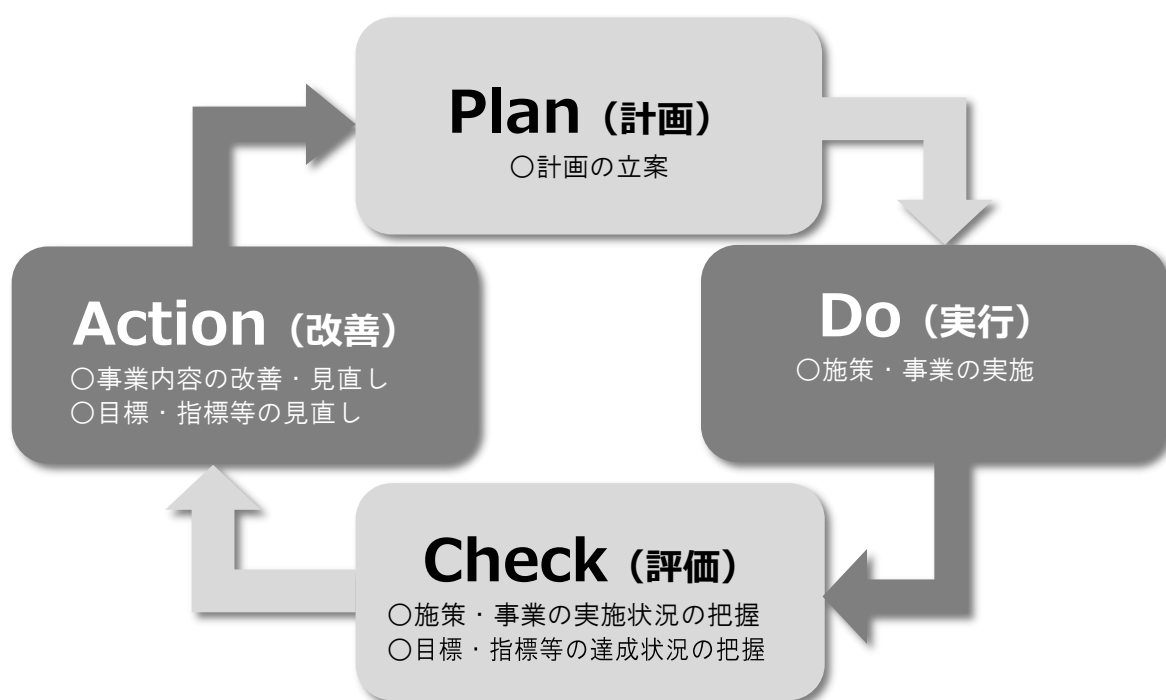 Plan（計画）
○計画の立案
Do（実行）
○施策・事業の実施
Check（評価）
○施策・事業の実施状況の把握
○目標・指標等の達成状況の把握
Action（改善）
○事業内容の改善・見直し
○目標・指標等の見直し